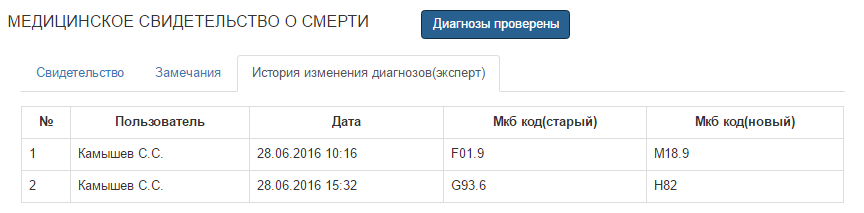 МЕДИЦИНСКОЕ СВИДЕТЕЛЬСТВО О СМЕРТИ Диагнозы проверены
Свидетельство Замечания История изменения диагнозов(эксперт)
№ Пользователь Дата Мкб код(старый) Мкб код(новый)
1 Камышев С.С. 28.06.2016 10:16 F01.9 M18.9
2 Камышев С.С. 28.06.2016 15:32 G93.6 H82